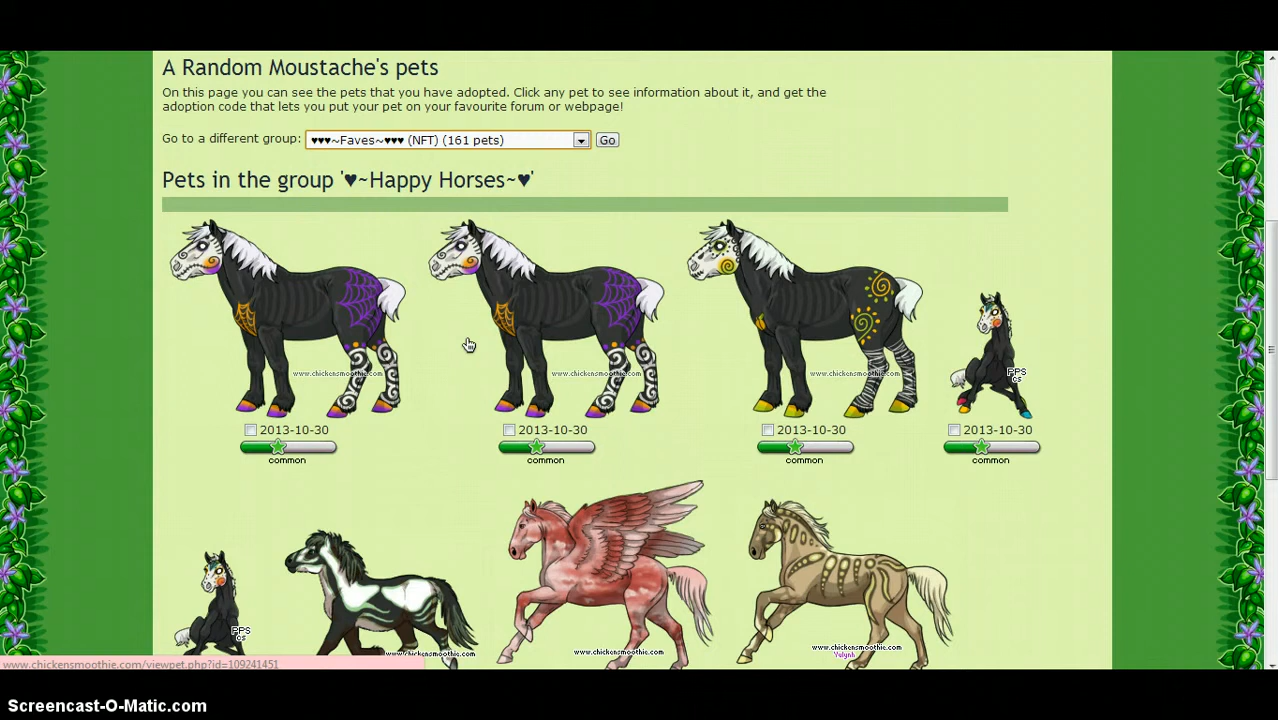 A Random Moustache's pets
On this page you can see the pets that you have adopted. Click any pet to see information about it, and get the
adoption code that lets you put your pet on your favourite forum or webpage!
Go to a different group: ♥♥♥~Faves~♥♥♥ (NFT) (161 pets) Go
Pets in the group '♥~Happy Horses~♥'
www.chickensmoothie.com www.chickensmoothie.com www.chickensmoothie.com PPS
CS
2013-10-30 2013-10-30 2013-10-30 2013-10-30
common common common common
PPS
CS
www.chickensmoothie.com www.chickensmoothie.com www.chickensmoothie.com
Yulynh
www.chickensmoothie.com/viewpet.php?id=109241451
Screencast-O-Matic.com